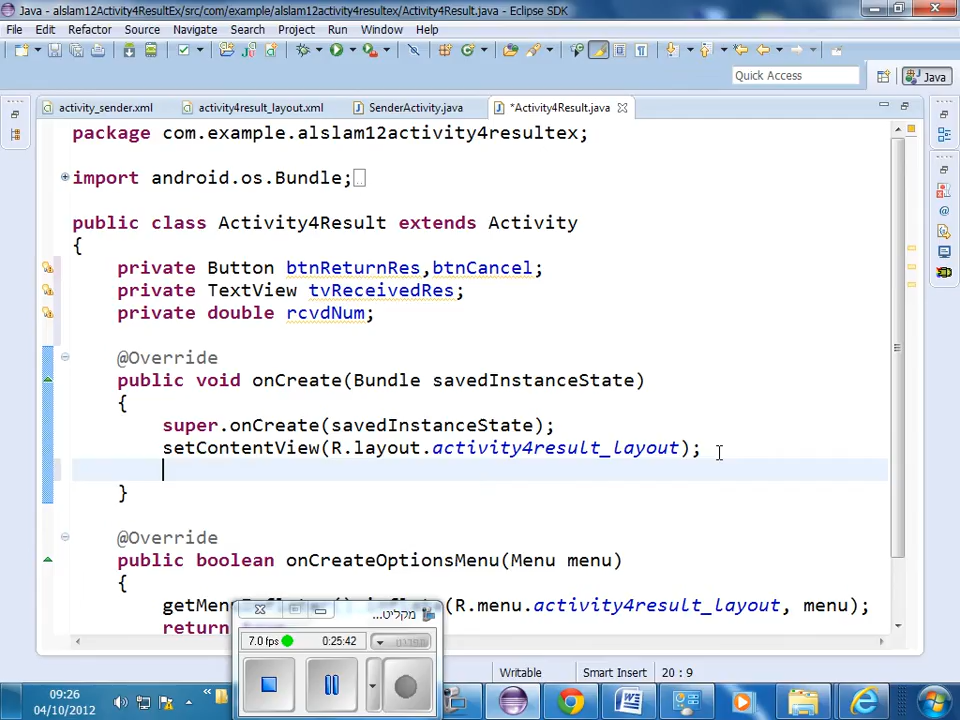 Java - alslam12Activity4ResultEx/src/com/example/alslam12activity4resultex/Activity4Result.java - Eclipse SDK
File Edit Refactor Source Navigate Search Project Run Window Help
Quick Access
Java
activity_sender.xml activity4result_layout.xml SenderActivity.java *Activity4Result.java
package com.example.alslam12activity4resultex;
import android.os.Bundle;
public class Activity4Result extends Activity
{
private Button btnReturnRes,btnCancel;
private TextView tvReceivedRes;
private double rcvdNum;
@Override
public void onCreate(Bundle savedInstanceState)
{
super.onCreate(savedInstanceState);
setContentView(R.layout.activity4result_layout);
}
@Override
public boolean onCreateOptionsMenu(Menu menu)
{
(R.menu.activity4result_layout, menu);
return
מקליט...
7.0 fps 0:25:42 תפריט
Writable Smart Insert 20 : 9
09:26
04/10/2012